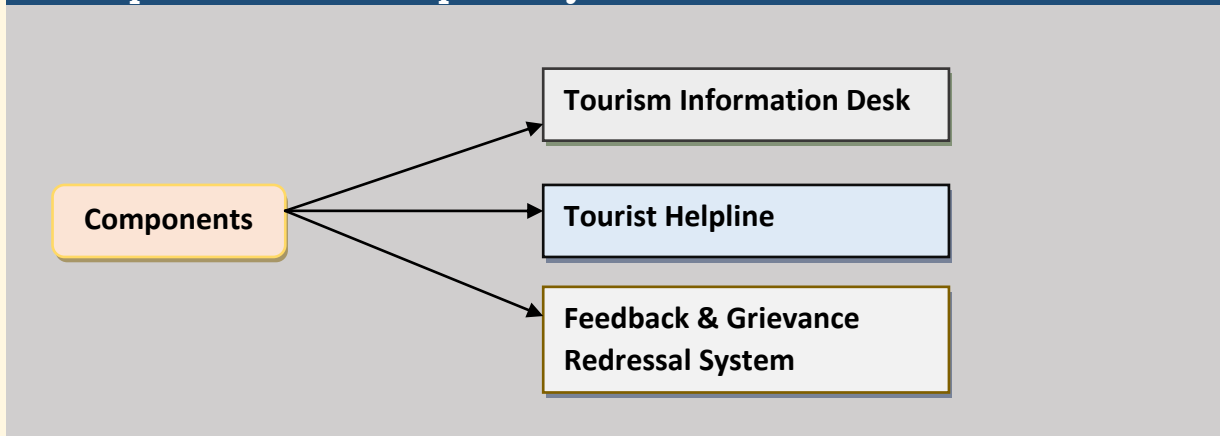 Components
Tourism Information Desk
Tourist Helpline
Feedback & Grievance
Redressal System